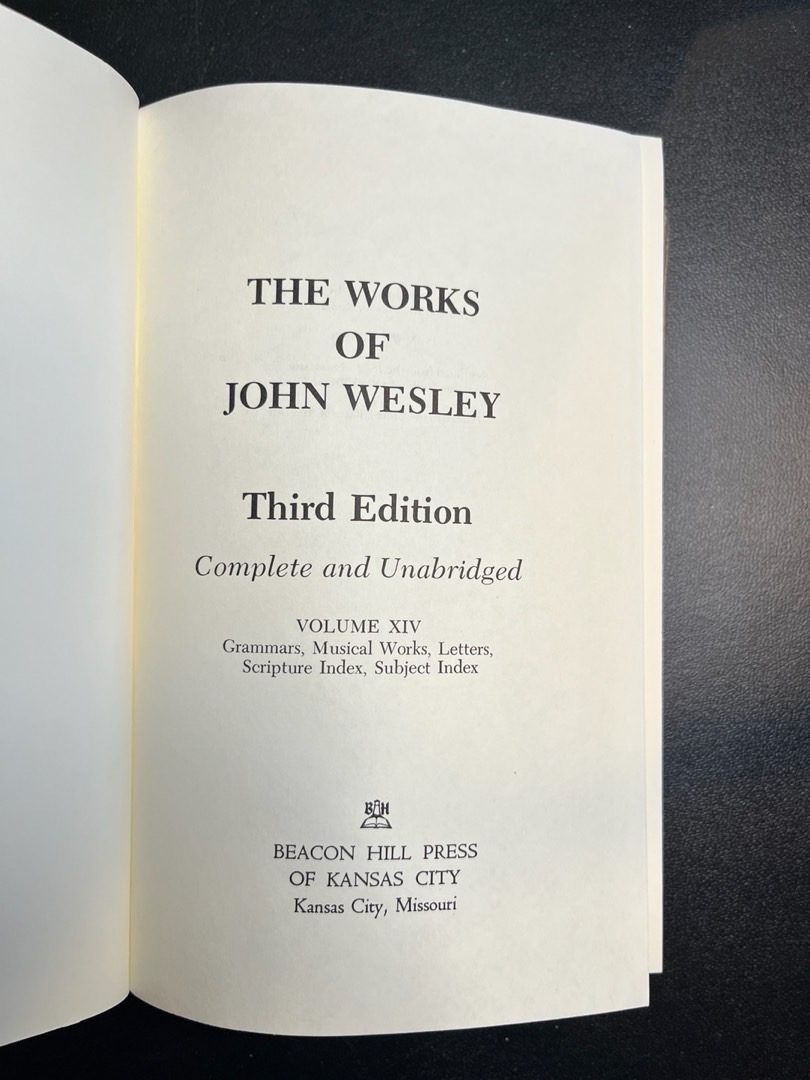 THE WORKS
OF
JOHN WESLEY
Third Edition
Complete and Unabridged
VOLUME XIV
Grammars, Musical Works, Letters,
Scripture Index, Subject Index
BH
BEACON HILL PRESS
OF KANSAS CITY
Kansas City, Missouri